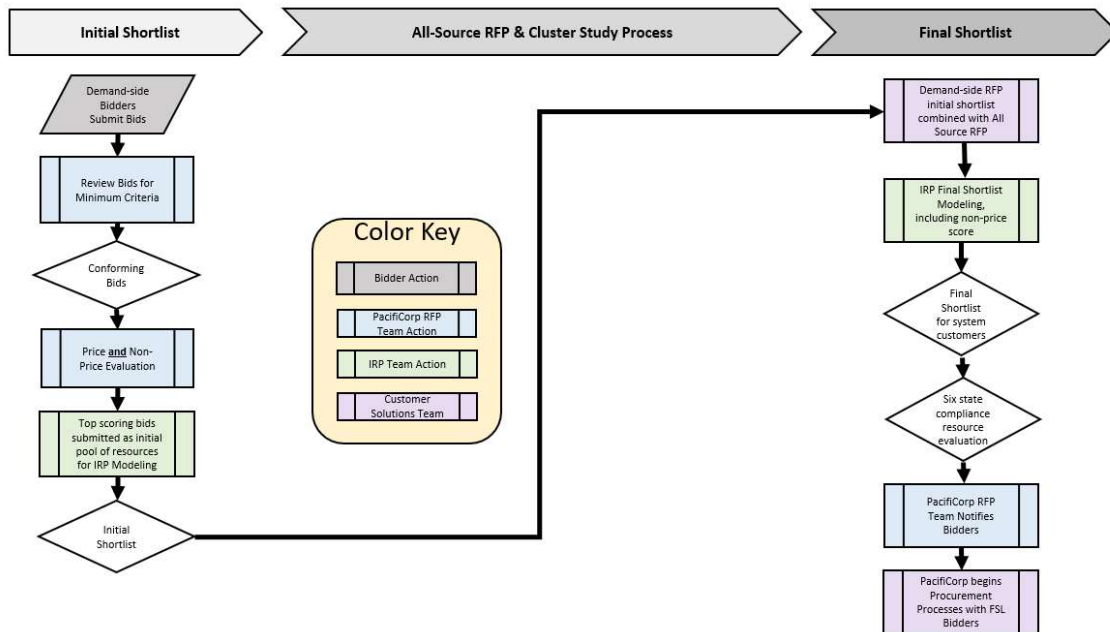 Initial Shortlist
All-Source RFP & Cluster Study Process
Final Shortlist
Demand-side
Bidders
Submit Bids
Review Bids for
Minimum Criteria
Conforming
Bids
Price and Non-
Price Evaluation
Top scoring bids
submitted as initial
pool of resources
for IRP Modeling
Initial
Shortlist
Color Key
Bidder Action
PacifiCorp RFP
Team Action
IRP Team Action
Customer
Solutions Team
Demand-side RFP
initial shortlist
combined with All
Source RFP
IRP Final Shortlist
Modeling,
including non-price
score
Final
Shortlist
for system
customers
Six state
compliance
resource
evaluation
PacifiCorp RFP
Team Notifies
Bidders
PacifiCorp begins
Procurement
Processes with FSL
Bidders